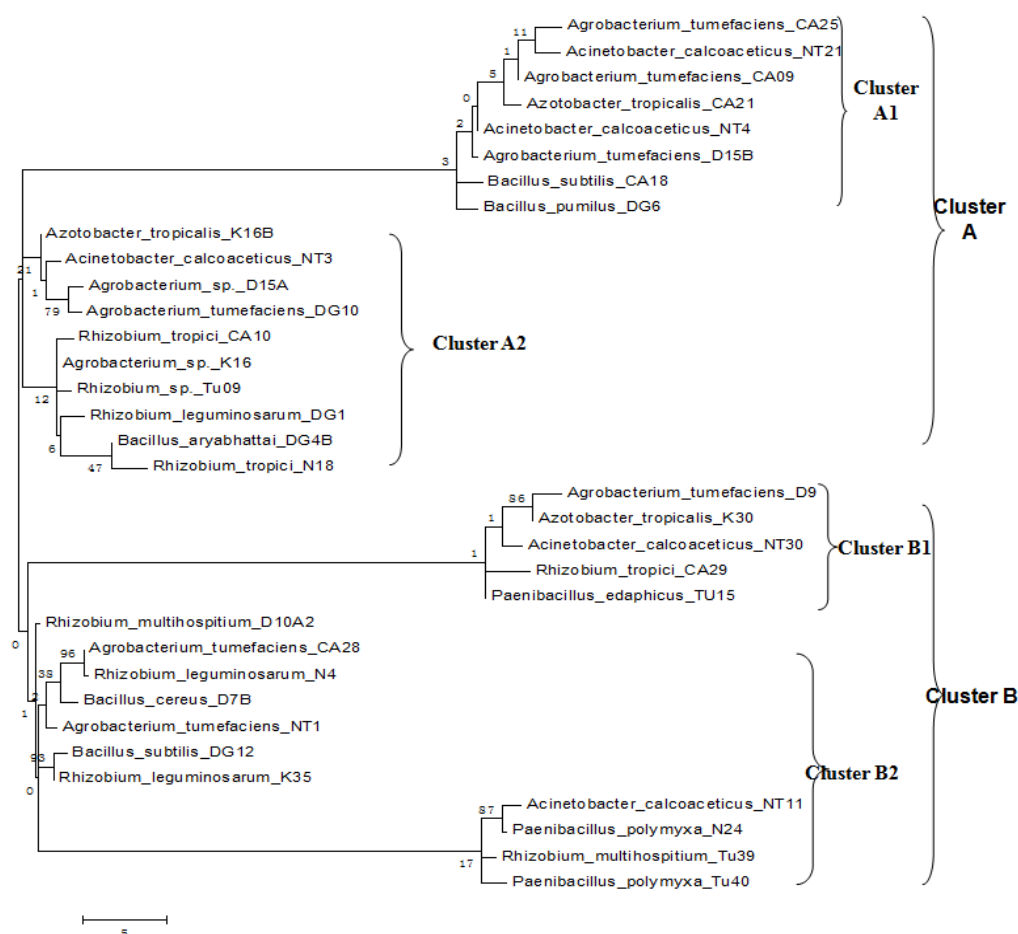 Agrobacterium_tumefaciens_CA25
11
1
Acinetobacter_calcoaceticus_NT21
5
Agrobacterium_tumefaciens_CA09
Cluster
A1
0
Azotobacter_tropicalis_CA21
2
Acinetobacter_calcoaceticus_NT4
3
Agrobacterium_tumefaciens_D15B
Bacillus_subtilis_CA18
Bacillus_pumilus_DG6
Cluster
A
Azotobacter_tropicalis_K16B
21
Acinetobacter_calcoaceticus_NT3
1
Agrobacterium_sp._D15A
79
Agrobacterium_tumefaciens_DG10
Rhizobium_tropici_CA10
Cluster A2
Agrobacterium_sp._K16
Rhizobium_sp._Tu09
12
Rhizobium_leguminosarum_DG1
6
Bacillus_aryabhattai_DG4B
47
Rhizobium_tropici_N18
Agrobacterium_tumefaciens_D9
86
1
Azotobacter_tropicalis_K30
1
Acinetobacter_calcoaceticus_NT30
Cluster B1
Rhizobium_tropici_CA29
Paenibacillus_edaphicus_TU15
Rhizobium_multihospitium_D10A2
0
Agrobacterium_tumefaciens_CA28
96
38
Rhizobium_leguminosarum_N4
2
Bacillus_cereus_D7B
Cluster B
1
Agrobacterium_tumefaciens_NT1
93
Bacillus_subtilis_DG12
Rhizobium_leguminosarum_K35
Cluster B2
0
Acinetobacter_calcoaceticus_NT11
87
Paenibacillus_polymyxa_N24
Rhizobium_multihospitium_Tu39
17
Paenibacillus_polymyxa_Tu40
5